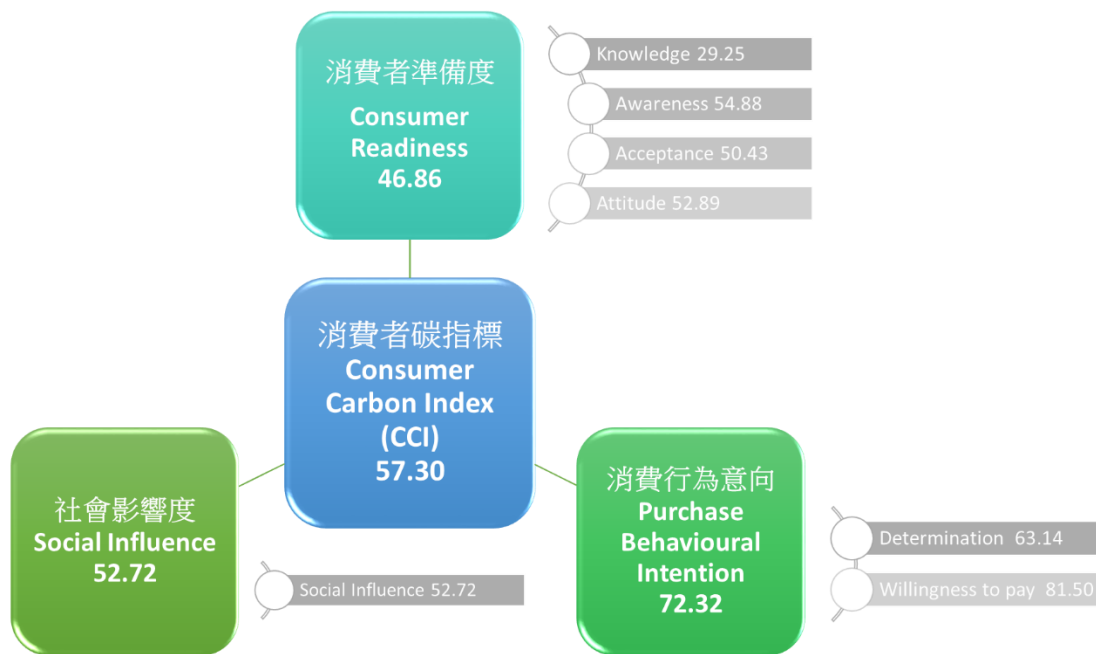 消費者準備度
Consumer
Readiness
46.86
Knowledge 29.25
Awareness 54.88
Acceptance 50.43
Attitude 52.89
消費者碳指標
Consumer
Carbon Index
(CCI)
57.30
社會影響度
Social Influence
52.72
Social Influence 52.72
消費行為意向
Purchase
Behavioural
Intention
72.32
Determination 63.14
Willingness to pay 81.50